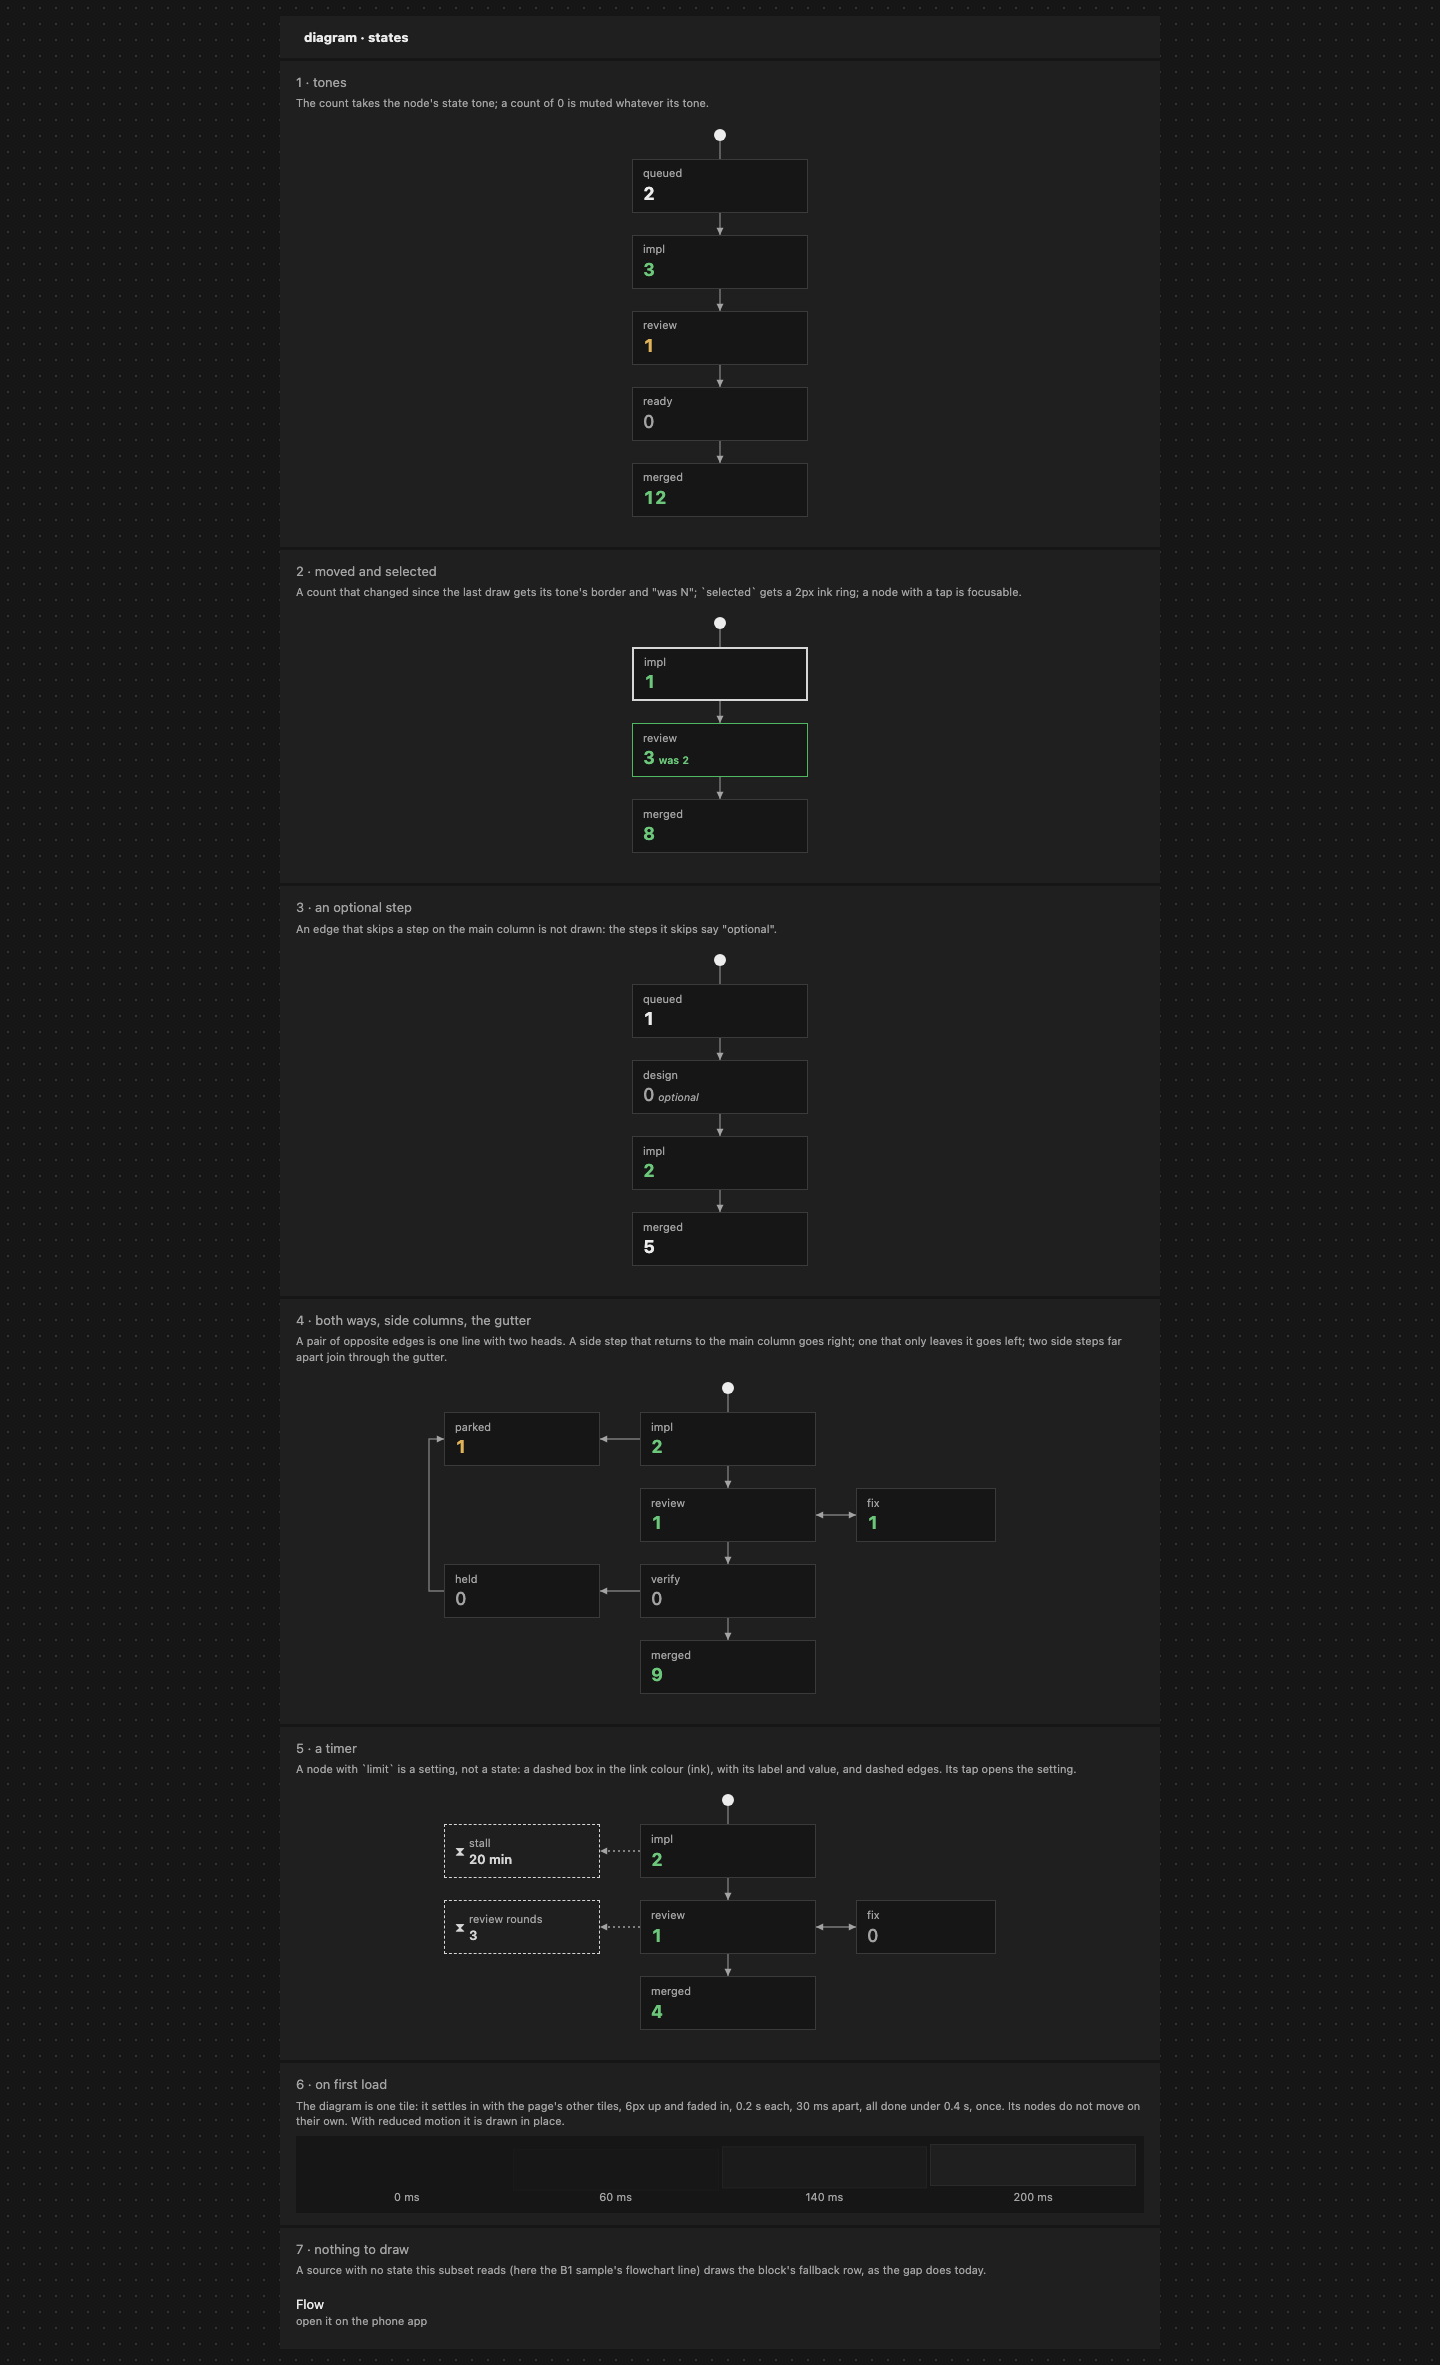 diagram · states
1 · tones
The count takes the node's state tone; a count of 0 is muted whatever its tone.
queued
2
impl
3
review
1
ready
0
merged
12
2 · moved and selected
A count that changed since the last draw gets its tone's border and "was N"; `selected` gets a 2px ink ring; a node with a tap is focusable.
impl
1
review
3 was 2
merged
8
3 · an optional step
An edge that skips a step on the main column is not drawn: the steps it skips say "optional".
queued
1
design
0 optional
impl
2
merged
5
4 · both ways, side columns, the gutter
A pair of opposite edges is one line with two heads. A side step that returns to the main column goes right; one that only leaves it goes left; two side steps far
apart join through the gutter.
parked
1
impl
2
review
1
fix
1
held
0
verify
0
merged
9
5 · a timer
A node with `limit` is a setting, not a state: a dashed box in the link colour (ink), with its label and value, and dashed edges. Its tap opens the setting.
stall
20 min
impl
2
review rounds
3
review
1
fix
0
merged
4
6 · on first load
The diagram is one tile: it settles in with the page's other tiles, 6px up and faded in, 0.2 s each, 30 ms apart, all done under 0.4 s, once. Its nodes do not move on
their own. With reduced motion it is drawn in place.
0 ms
60 ms
140 ms
200 ms
7 · nothing to draw
A source with no state this subset reads (here the B1 sample's flowchart line) draws the block's fallback row, as the gap does today.
Flow
open it on the phone app